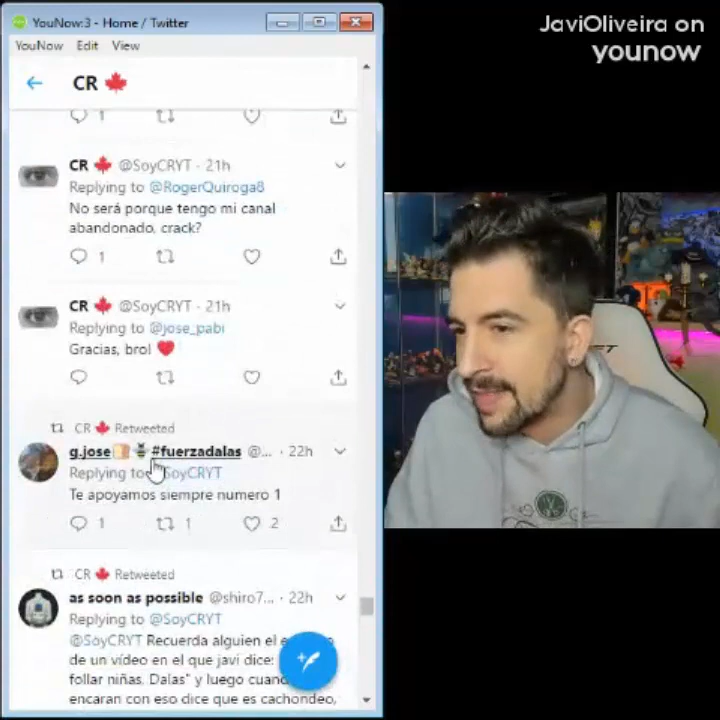 YouNow:3 - Home / Twitter
JaviOliveira on
younow
YouNow Edit View
CR
1
CR @SoyCRYT · 21h
Replying to @RogerQuiroga8
No será porque tengo mi canal
abandonado, crack?
1
CR @SoyCRYT · 21h
Replying to @jose_pabi
Gracias, bro!
CR Retweeted
g.jose #fuerzadalas @... · 22h
Replying to SoyCRYT
Te apoyamos siempre numero 1
1 1 2
CR Retweeted
as soon as possible @shiro7... · 22h
Replying to @SoyCRYT
@SoyCRYT Recuerda alguien el
de un vídeo en el que javi dice:
follar niñas. Dalas" y luego
encaran con eso dice que es cachondeo,